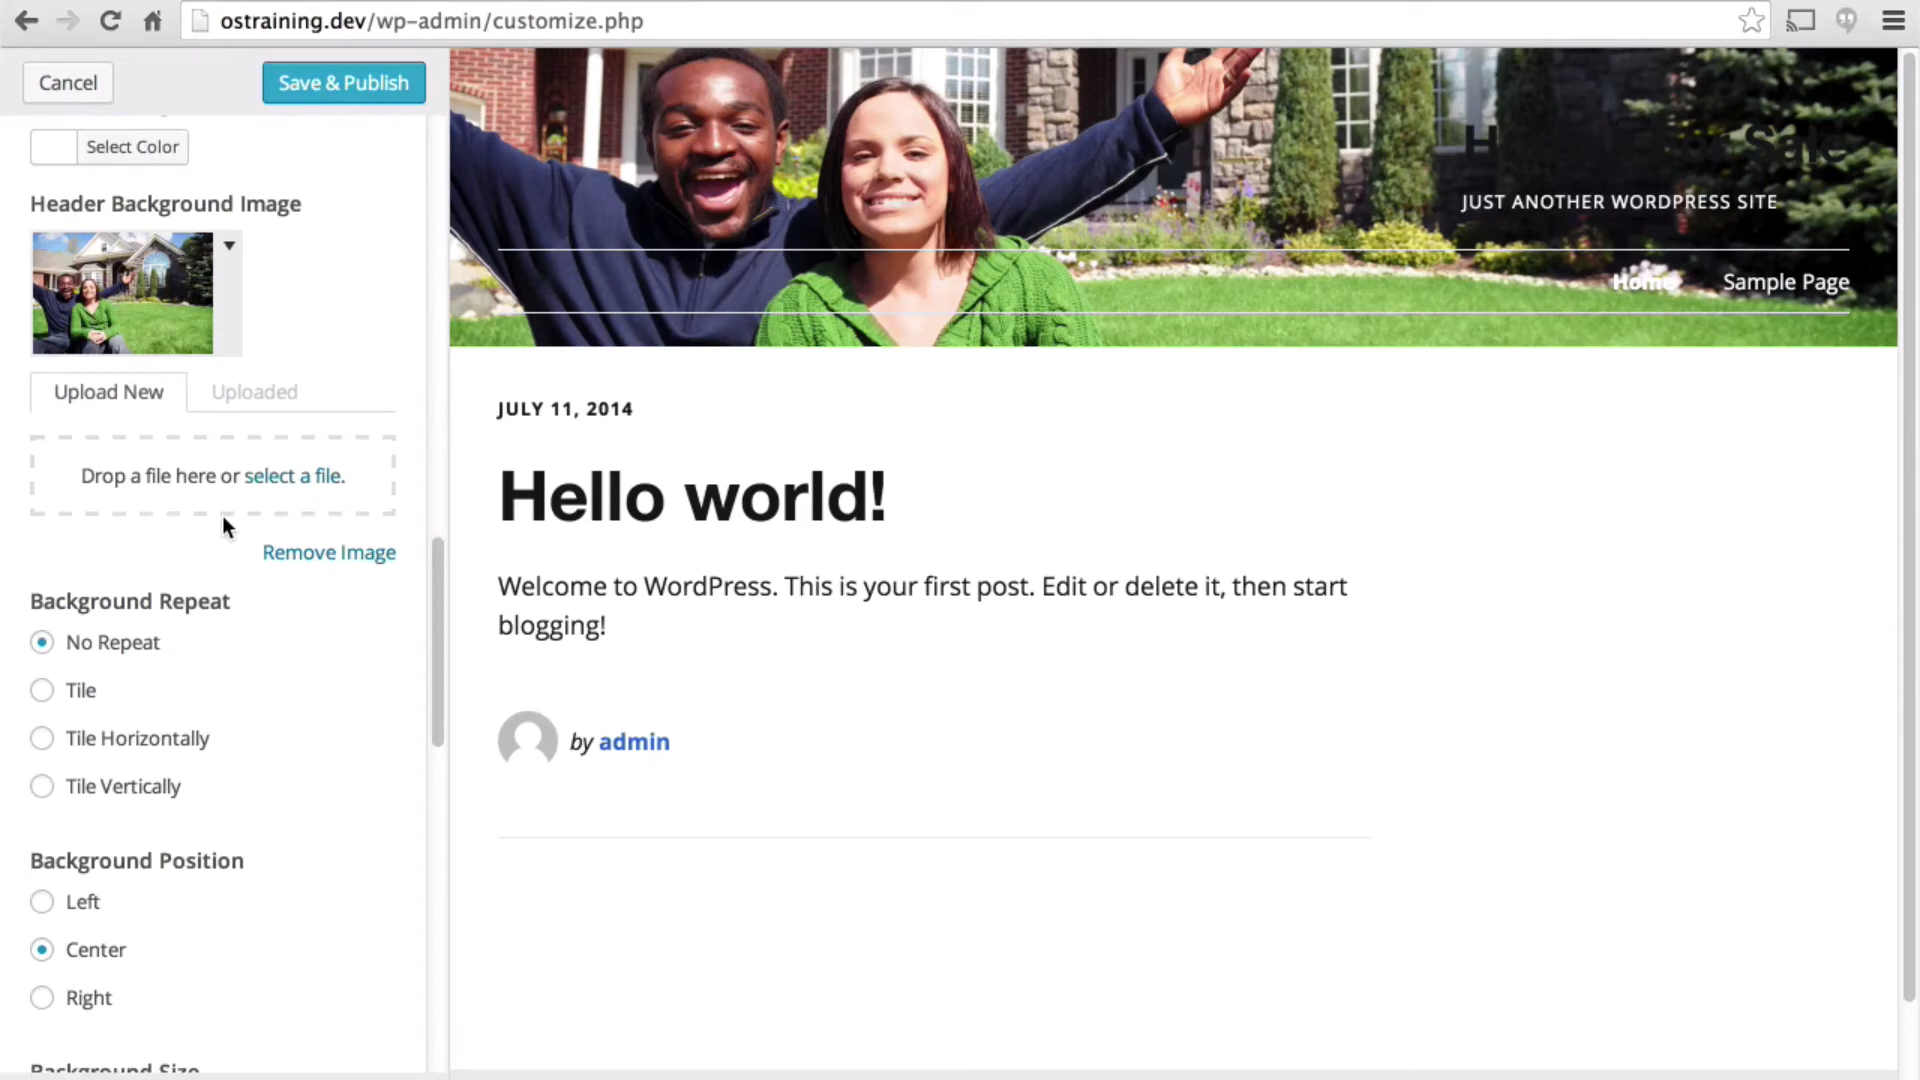 ostraining.dev/wp-admin/customize.php
Cancel
Save & Publish
Select Color
Header Background Image
Upload New
Uploaded
Drop a file here or select a file.
Remove Image
Background Repeat
No Repeat
Tile
Tile Horizontally
Tile Vertically
Background Position
Left
Center
Right
Background Size
Sale
JUST ANOTHER WORDPRESS SITE
Home
Sample Page
JULY 11, 2014
Hello world!
Welcome to WordPress. This is your first post. Edit or delete it, then start
blogging!
by admin